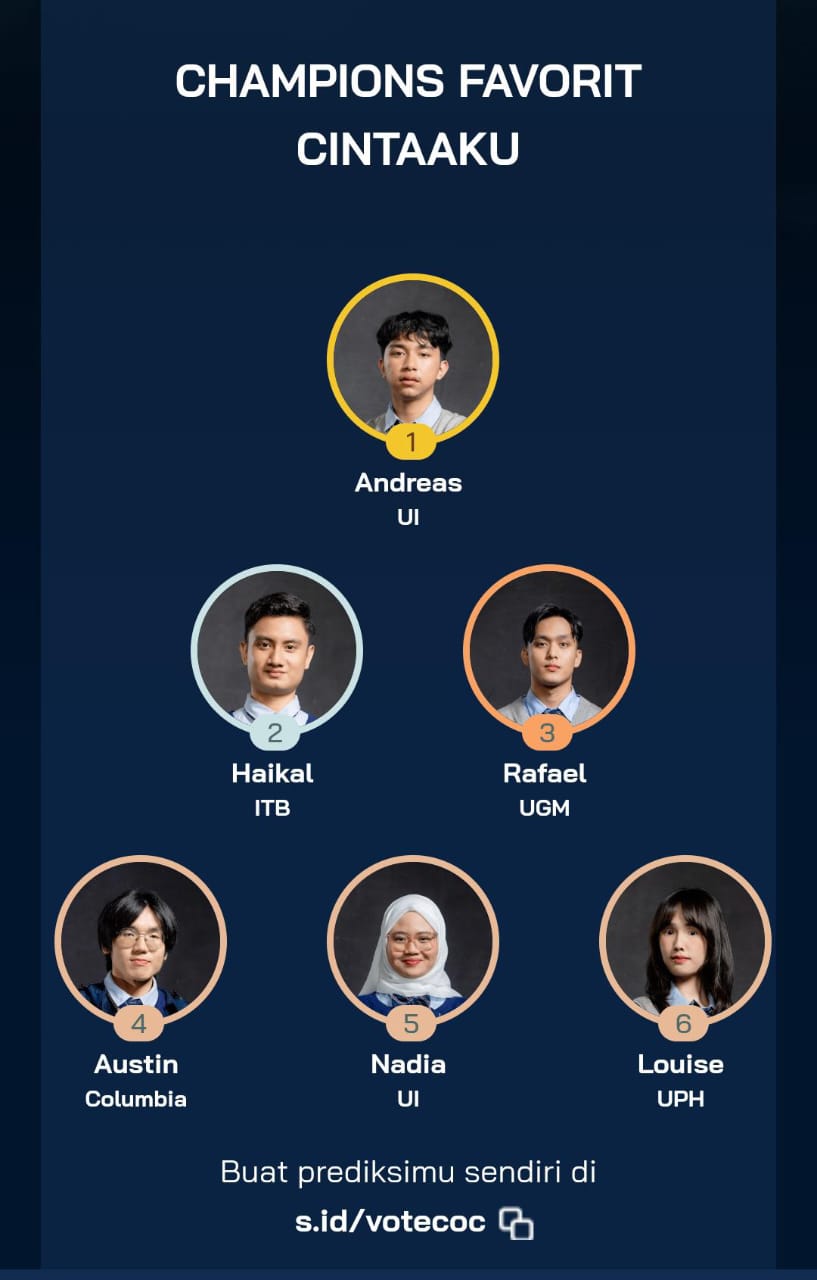 CHAMPIONS FAVORIT
CINTAAKU
1
Andreas
UI
2
Haikal
ITB
3
Rafael
UGM
4
Austin
Columbia
5
Nadia
UI
6
Louise
UPH
Buat prediksimu sendiri di
s.id/votecoc